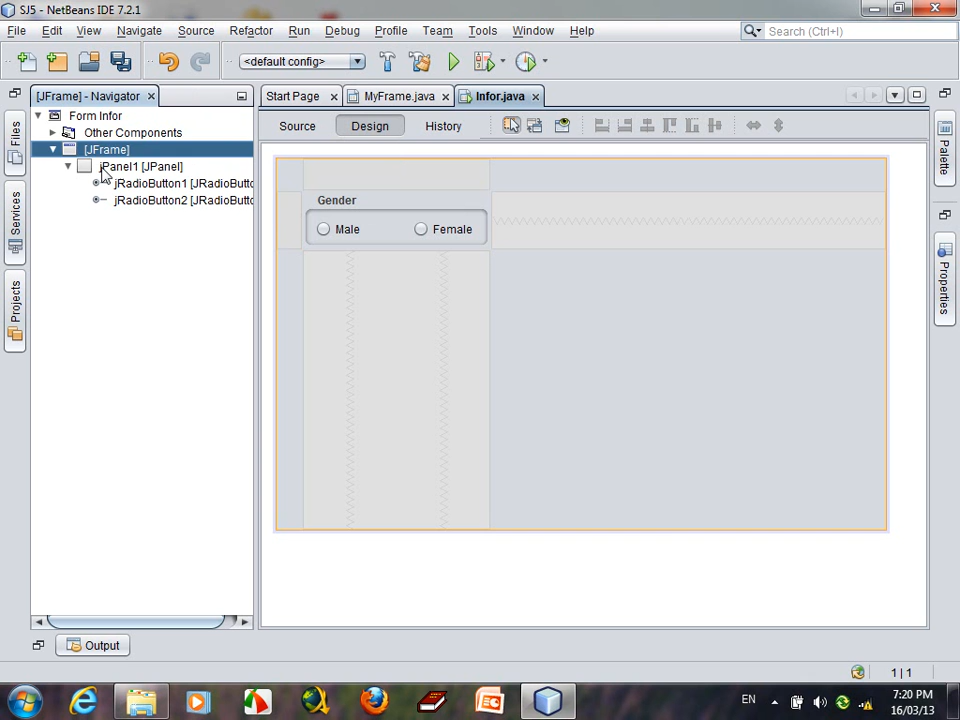 SJ5 - NetBeans IDE 7.2.1
File Edit View Navigate Source Refactor Run Debug Profile Team Tools Window Help
Search (Ctrl+I)
<default config>
[JFrame] - Navigator
Start Page MyFrame.java Infor.java
Form Infor
Other Components
[JFrame]
jPanel1 [JPanel]
jRadioButton1 [JRadioButto
jRadioButton2 [JRadioButto
Source Design History
Gender
Male Female
Files
Services
Projects
Palette
Properties
Output
1 | 1
EN
7:20 PM
16/03/13